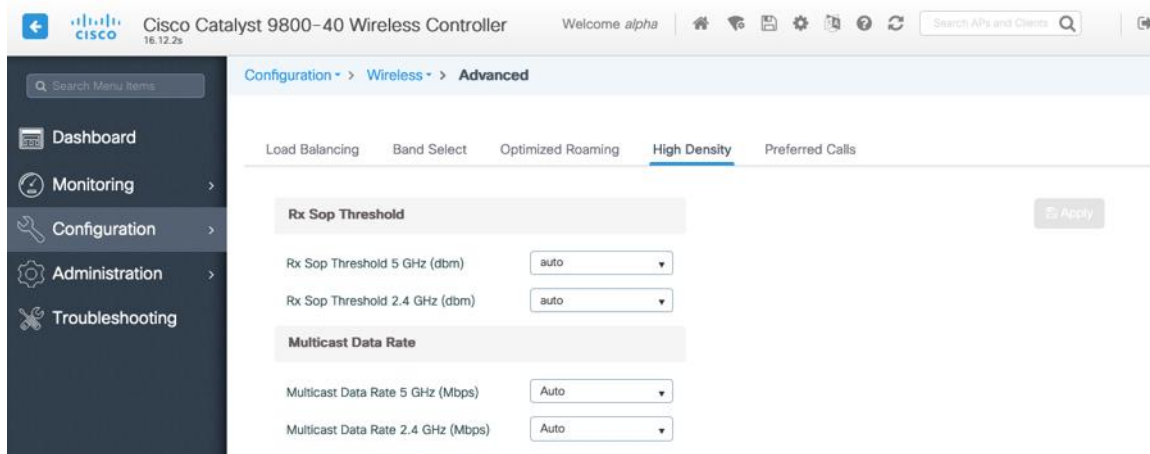 cisco Cisco Catalyst 9800-40 Wireless Controller Welcome alpha Search APs and Clients
16.12.2s
Search Menu Items
Configuration > Wireless > Advanced
Dashboard
Monitoring >
Configuration >
Administration >
Troubleshooting
Load Balancing Band Select Optimized Roaming High Density Preferred Calls
Rx Sop Threshold Apply
Rx Sop Threshold 5 GHz (dbm) auto
Rx Sop Threshold 2.4 GHz (dbm) auto
Multicast Data Rate
Multicast Data Rate 5 GHz (Mbps) Auto
Multicast Data Rate 2.4 GHz (Mbps) Auto